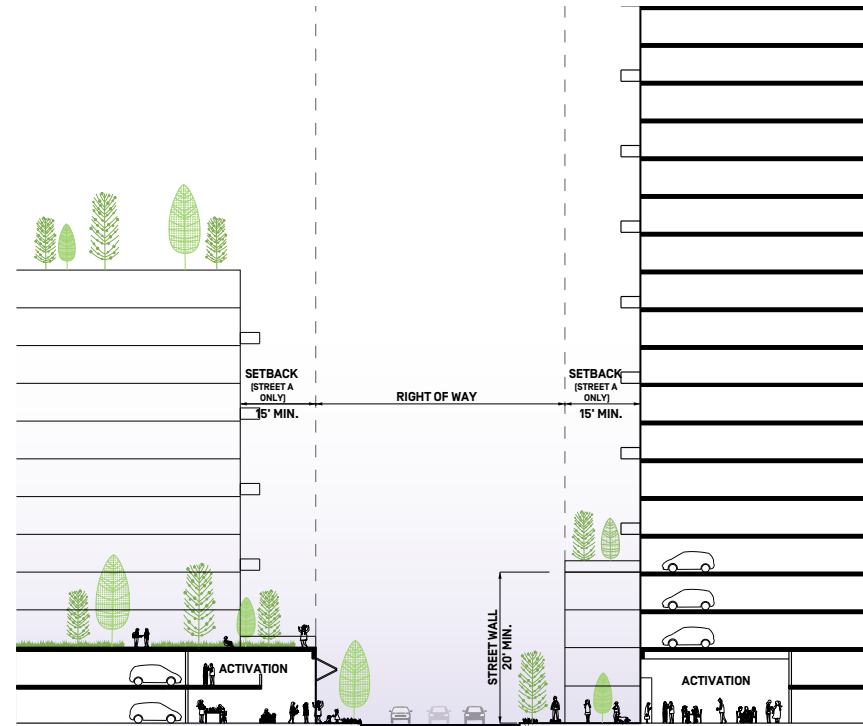 SETBACK
(STREET A
ONLY)
15' MIN.
RIGHT OF WAY
SETBACK
(STREET A
ONLY)
15' MIN.
STREET WALL
20' MIN.
ACTIVATION
ACTIVATION